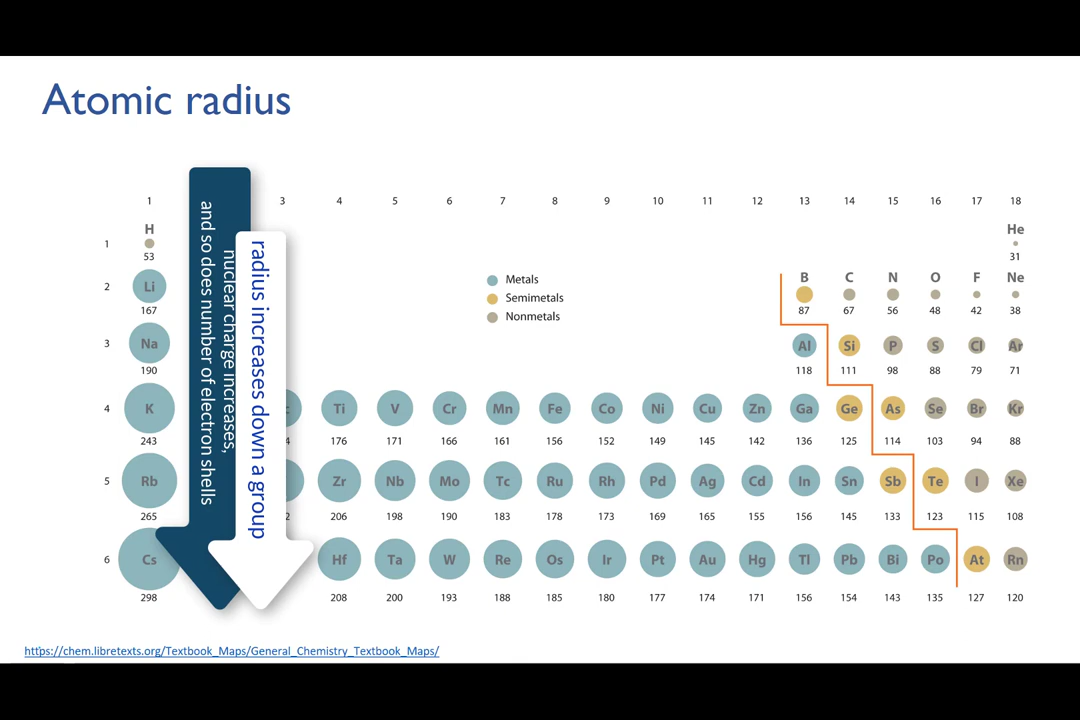 Atomic radius
1 3 4 5 6 7 8 9 10 11 12 13 14 15 16 17 18
H He
1
53 31
Metals
Semimetals
Nonmetals
B C N O F Ne
2 Li
167 87 67 56 48 42 38
3 Na Al Si P S Cl Ar
190 118 111 98 88 79 71
4 K Ti V Cr Mn Fe Co Ni Cu Zn Ga Ge As Se Br Kr
243 176 171 166 161 156 152 149 145 142 136 125 114 103 94 88
5 Rb Zr Nb Mo Tc Ru Rh Pd Ag Cd In Sn Sb Te I Xe
265 206 198 190 183 178 173 169 165 155 156 145 133 123 115 108
6 Cs Hf Ta W Re Os Ir Pt Au Hg Tl Pb Bi Po At Rn
298 208 200 193 188 185 180 177 174 171 156 154 143 135 127 120
radius increases down a group
nuclear charge increases,
and so does number of electron shells
https://chem.libretexts.org/Textbook_Maps/General_Chemistry_Textbook_Maps/